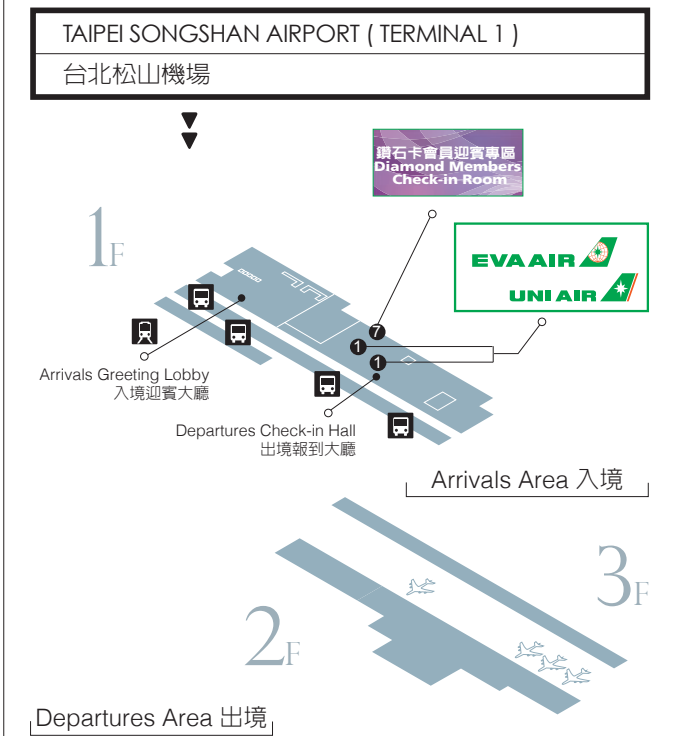 TAIPEI SONGSHAN AIRPORT ( TERMINAL 1 )
台北松山機場
鑽石卡會員迎賓專區
Diamond Members
Check-in Room
1F
EVA AIR
UNI AIR
7
1
1
Arrivals Greeting Lobby
入境迎賓大廳
Departures Check-in Hall
出境報到大廳
Arrivals Area 入境
3F
2F
Departures Area 出境